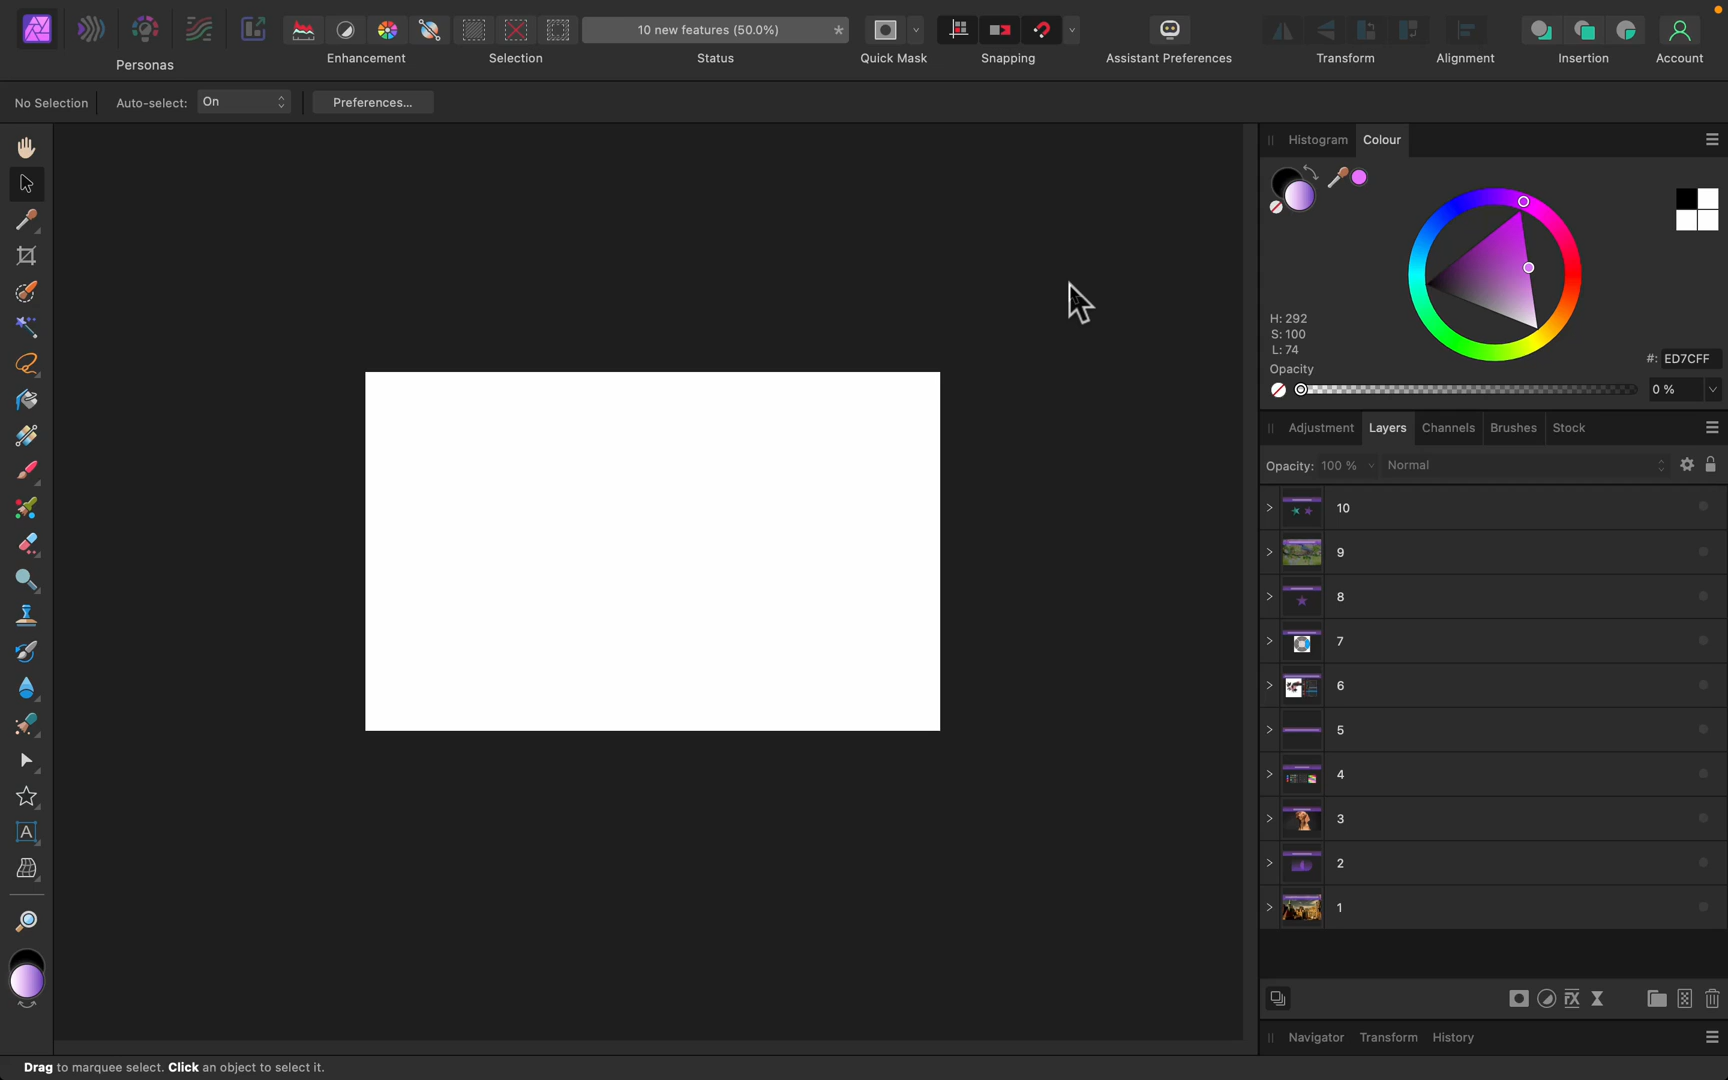 10 new features (50.0%)
*
Personas
Enhancement
Selection
Status
Quick Mask
Snapping
Assistant Preferences
Transform
Alignment
Insertion
Account
No Selection
Auto-select:
On
Preferences...
Histogram
Colour
H: 292
S: 100
L: 74
#:
ED7CFF
Opacity
0 %
Adjustment
Layers
Channels
Brushes
Stock
Opacity:
100 %
Normal
10
9
8
7
6
5
4
3
2
1
A
Navigator
Transform
History
Drag to marquee select. Click an object to select it.